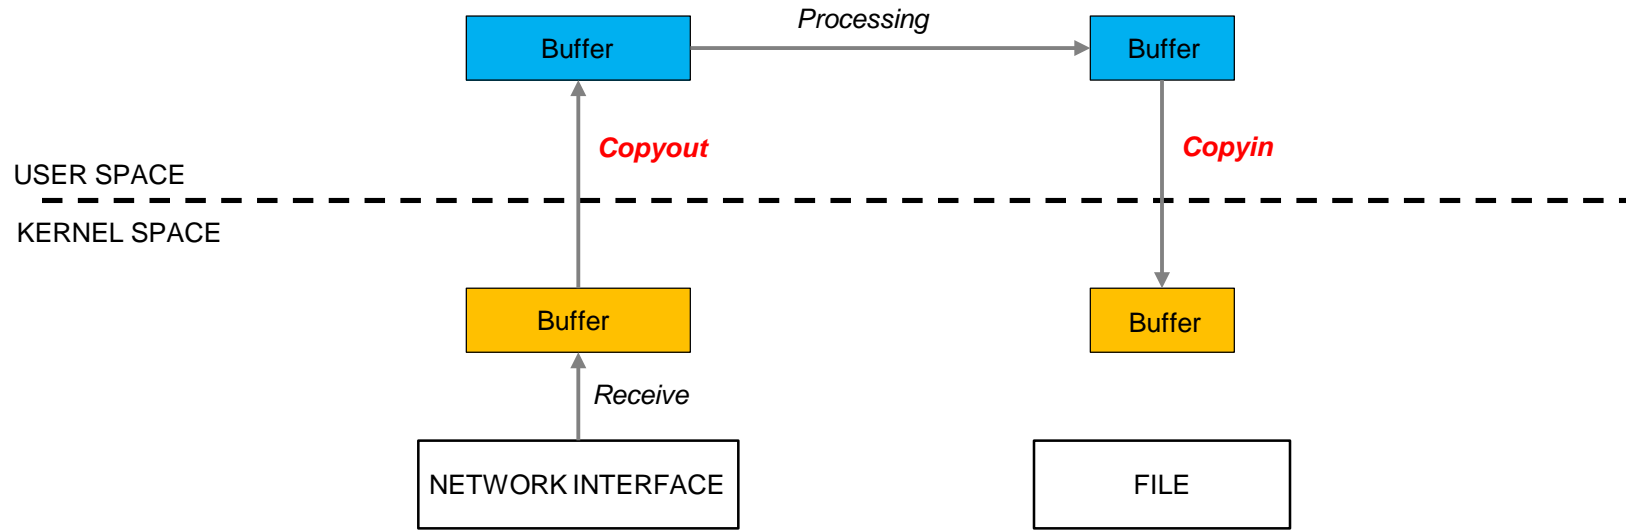 Processing
Buffer
Buffer
Copyout
Copyin
USER SPACE
KERNEL SPACE
Buffer
Buffer
Receive
NETWORK INTERFACE
FILE